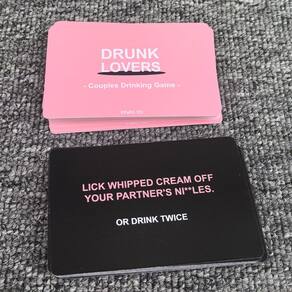 DRUNK
LOVERS
- Couples Drinking Game -
LICK WHIPPED CREAM OFF
YOUR PARTNER'S NI**LES.
OR DRINK TWICE